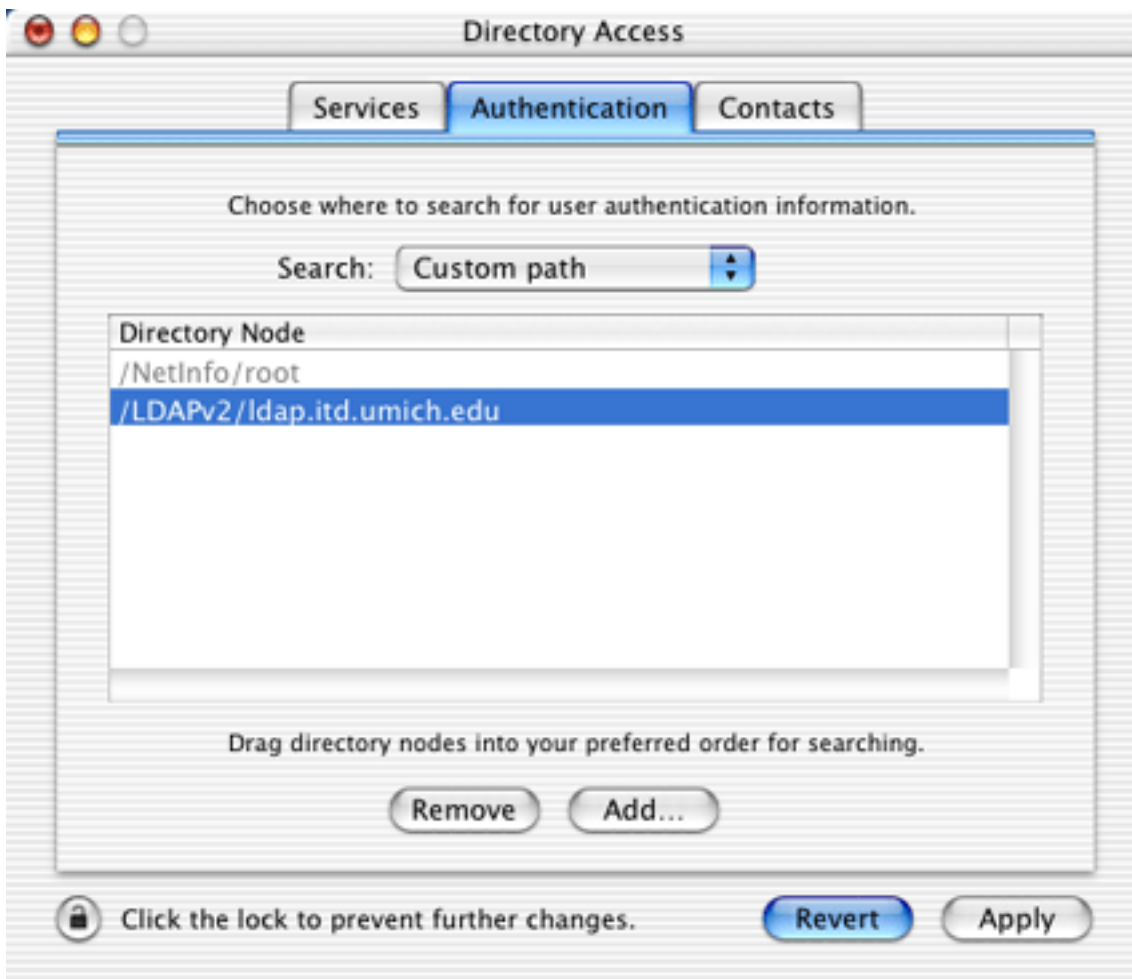 Directory Access
Services Authentication Contacts
Choose where to search for user authentication information.
Search: Custom path
Directory Node
/NetInfo/root
/LDAPv2/ldap.itd.umich.edu
Drag directory nodes into your preferred order for searching.
Remove Add...
Click the lock to prevent further changes. Revert Apply